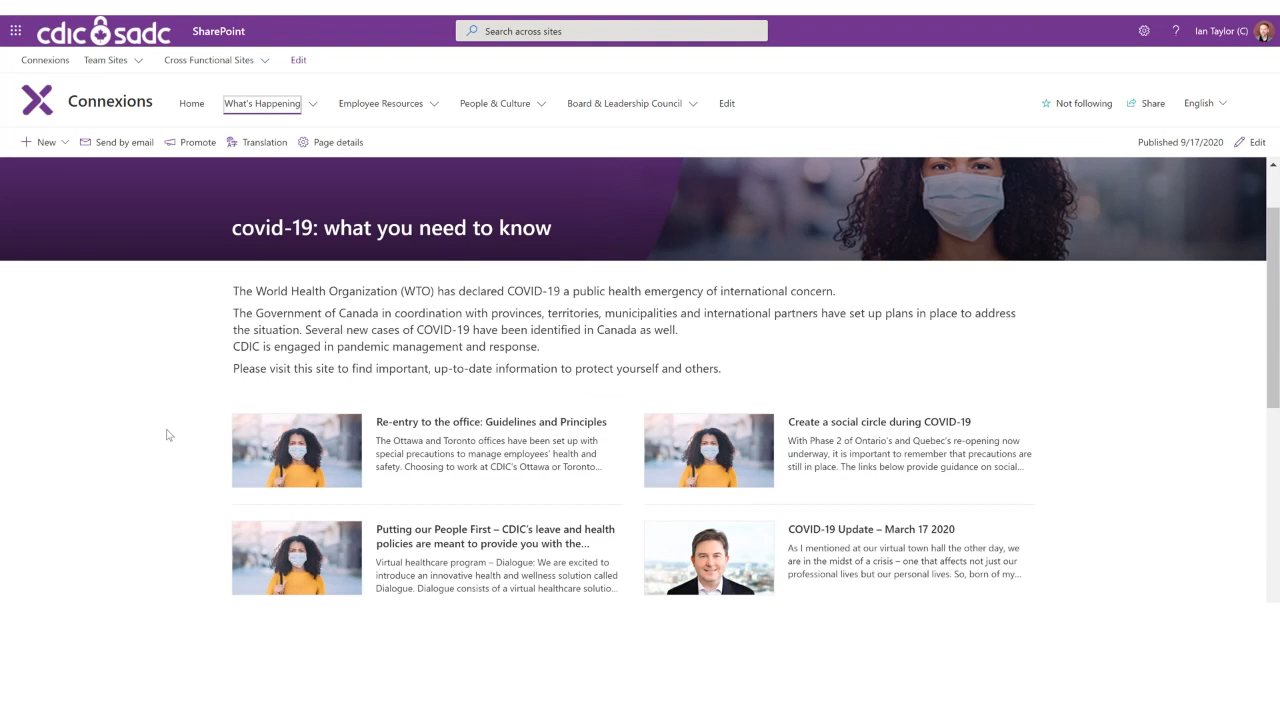 cdic sadc SharePoint Search across sites Ian Taylor (C)
Connexions Team Sites Cross Functional Sites Edit
Connexions Home What's Happening Employee Resources People & Culture Board & Leadership Council Edit Not following Share English
New Send by email Promote Translation Page details Published 9/17/2020 Edit
covid-19: what you need to know
The World Health Organization (WTO) has declared COVID-19 a public health emergency of international concern.
The Government of Canada in coordination with provinces, territories, municipalities and international partners have set up plans in place to address
the situation. Several new cases of COVID-19 have been identified in Canada as well.
CDIC is engaged in pandemic management and response.
Please visit this site to find important, up-to-date information to protect yourself and others.
Re-entry to the office: Guidelines and Principles
The Ottawa and Toronto offices have been set up with
special precautions to manage employees' health and
safety. Choosing to work at CDIC's Ottawa or Toronto...
Create a social circle during COVID-19
With Phase 2 of Ontario's and Quebec's re-opening now
underway, it is important to remember that precautions are
still in place. The links below provide guidance on social...
Putting our People First – CDIC's leave and health
policies are meant to provide you with the...
Virtual healthcare program – Dialogue: We are excited to
introduce an innovative health and wellness solution called
Dialogue. Dialogue consists of a virtual healthcare solutio...
COVID-19 Update – March 17 2020
As I mentioned at our virtual town hall the other day, we
are in the midst of a crisis – one that affects not just our
professional lives but our personal lives. So, born of my...